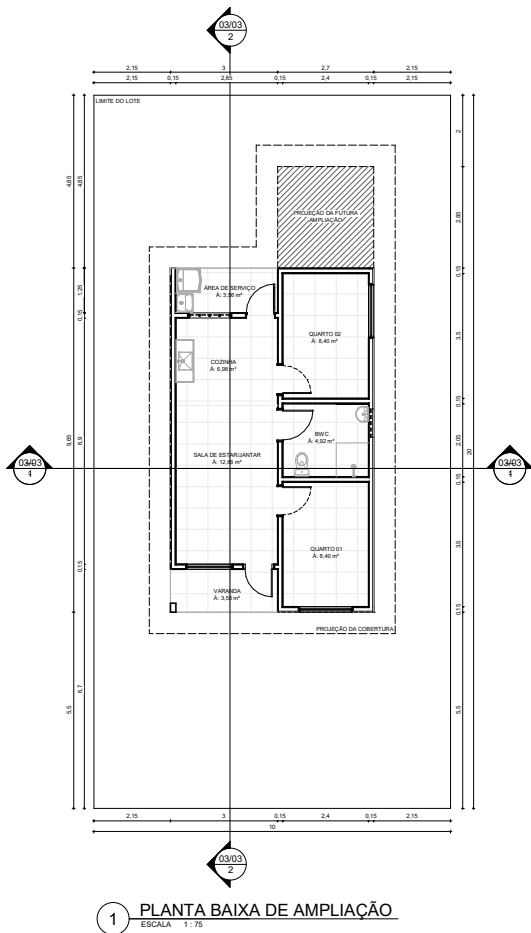 03/03
2
2,15
3
2,7
2,15
2,15
0,15
2,85
0,15
2,4
0,15
2,15
LIMITE DO LOTE
PROJEÇÃO DA FUTURA
AMPLIAÇÃO
ÁREA DE SERVIÇO
A: 3,56 m²
QUARTO 02
A: 8,40 m²
COZINHA
A: 6,98 m²
BWC
A: 4,92 m²
SALA DE ESTAR/JANTAR
A: 12,68 m²
QUARTO 01
A: 8,40 m²
VARANDA
A: 3,56 m²
PROJEÇÃO DA COBERTURA
4,85
9,65
5,5
4,85
1,25
0,15
6,9
0,15
6,7
2
2,85
0,15
3,5
0,15
2,05
0,15
3,5
0,15
5,5
20
03/03
1
03/03
1
2,15
3
0,15
2,4
0,15
2,15
10
03/03
2
1
PLANTA BAIXA DE AMPLIAÇÃO
ESCALA 1 : 75